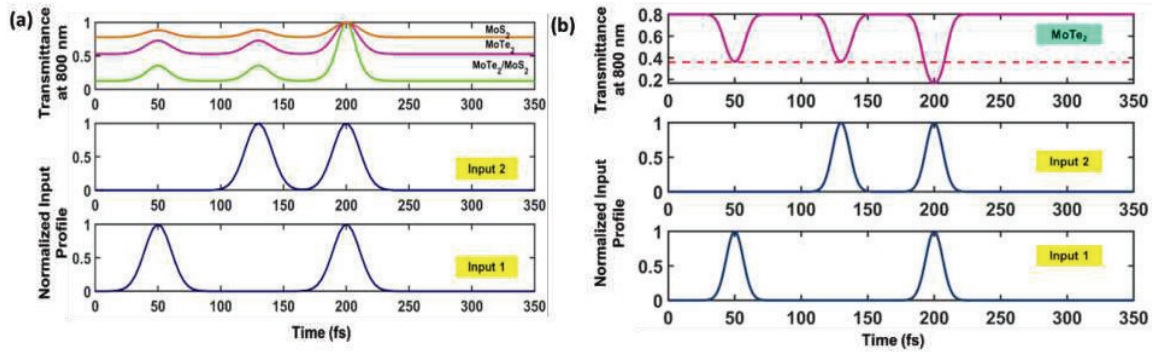 (a)
Transmittance at 800 nm
1
0.5
0
MoS2
MoTe2
MoTe2/MoS2
0 50 100 150 200 250 300 350
Normalized Input Profile
1
0.5
0
Input 2
0 50 100 150 200 250 300 350
1
0.5
0
Input 1
0 50 100 150 200 250 300 350
Time (fs)
(b)
Transmittance at 800 nm
0.8
0.6
0.4
0.2
MoTe2
0 50 100 150 200 250 300 350
Normalized Input Profile
1
0.5
0
Input 2
0 50 100 150 200 250 300 350
1
0.5
0
Input 1
0 50 100 150 200 250 300 350
Time (fs)